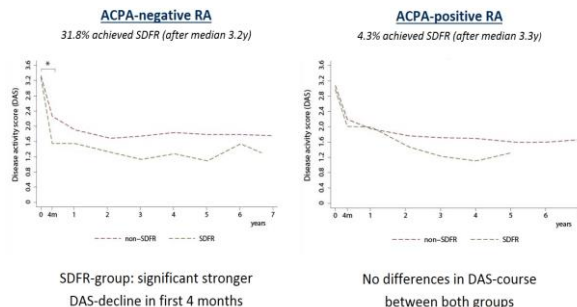 ACPA-negative RA
31.8% achieved SDFR (after median 3.2y)
Disease activity score (DAS)
3.6
3.2
2.8
2.4
2.0
1.6
1.2
0.8
0.4
0
*
0 4m 1 2 3 4 5 6 7
years
non-SDFR SDFR
SDFR-group: significant stronger
DAS-decline in first 4 months
ACPA-positive RA
4.3% achieved SDFR (after median 3.3y)
Disease activity score (DAS)
3.6
3.2
2.8
2.4
2.0
1.6
1.2
0.8
0.4
0
0 4m 1 2 3 4 5 6
years
non-SDFR SDFR
No differences in DAS-course
between both groups